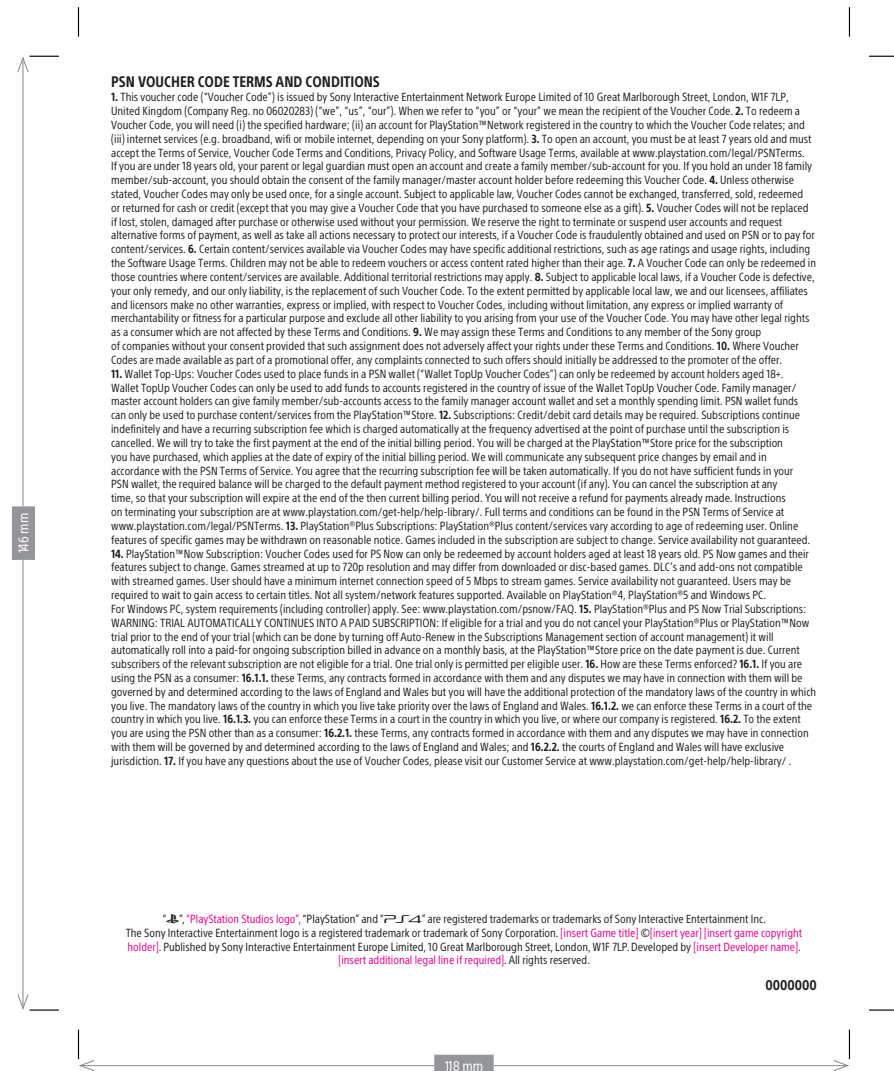 PSN VOUCHER CODE TERMS AND CONDITIONS
1. This voucher code (“Voucher Code”) is issued by Sony Interactive Entertainment Network Europe Limited of 10 Great Marlborough Street, London, W1F 7LP,
United Kingdom (Company Reg. no 06020283) (“we”, “us”, “our”). When we refer to “you” or “your” we mean the recipient of the Voucher Code. 2. To redeem a
Voucher Code, you will need (i) the specified hardware; (ii) an account for PlayStation™Network registered in the country to which the Voucher Code relates; and
(iii) internet services (e.g. broadband, wifi or mobile internet, depending on your Sony platform). 3. To open an account, you must be at least 7 years old and must
accept the Terms of Service, Voucher Code Terms and Conditions, Privacy Policy, and Software Usage Terms, available at www.playstation.com/legal/PSNTerms.
If you are under 18 years old, your parent or legal guardian must open an account and create a family member/sub-account for you. If you hold an under 18 family
member/sub-account, you should obtain the consent of the family manager/master account holder before redeeming this Voucher Code. 4. Unless otherwise
stated, Voucher Codes may only be used once, for a single account. Subject to applicable law, Voucher Codes cannot be exchanged, transferred, sold, redeemed
or returned for cash or credit (except that you may give a Voucher Code that you have purchased to someone else as a gift). 5. Voucher Codes will not be replaced
if lost, stolen, damaged after purchase or otherwise used without your permission. We reserve the right to terminate or suspend user accounts and request
alternative forms of payment, as well as take all actions necessary to protect our interests, if a Voucher Code is fraudulently obtained and used on PSN or to pay for
content/services. 6. Certain content/services available via Voucher Codes may have specific additional restrictions, such as age ratings and usage rights, including
the Software Usage Terms. Children may not be able to redeem vouchers or access content rated higher than their age. 7. A Voucher Code can only be redeemed in
those countries where content/services are available. Additional territorial restrictions may apply. 8. Subject to applicable local laws, if a Voucher Code is defective,
your only remedy, and our only liability, is the replacement of such Voucher Code. To the extent permitted by applicable local law, we and our licensees, affiliates
and licensors make no other warranties, express or implied, with respect to Voucher Codes, including without limitation, any express or implied warranty of
merchantability or fitness for a particular purpose and exclude all other liability to you arising from your use of the Voucher Code. You may have other legal rights
as a consumer which are not affected by these Terms and Conditions. 9. We may assign these Terms and Conditions to any member of the Sony group
of companies without your consent provided that such assignment does not adversely affect your rights under these Terms and Conditions. 10. Where Voucher
Codes are made available as part of a promotional offer, any complaints connected to such offers should initially be addressed to the promoter of the offer.
11. Wallet Top-Ups: Voucher Codes used to place funds in a PSN wallet (“Wallet TopUp Voucher Codes”) can only be redeemed by account holders aged 18+.
Wallet TopUp Voucher Codes can only be used to add funds to accounts registered in the country of issue of the Wallet TopUp Voucher Code. Family manager/
master account holders can give family member/sub-accounts access to the family manager account wallet and set a monthly spending limit. PSN wallet funds
can only be used to purchase content/services from the PlayStation™Store. 12. Subscriptions: Credit/debit card details may be required. Subscriptions continue
indefinitely and have a recurring subscription fee which is charged automatically at the frequency advertised at the point of purchase until the subscription is
cancelled. We will try to take the first payment at the end of the initial billing period. You will be charged at the PlayStation™Store price for the subscription
you have purchased, which applies at the date of expiry of the initial billing period. We will communicate any subsequent price changes by email and in
accordance with the PSN Terms of Service. You agree that the recurring subscription fee will be taken automatically. If you do not have sufficient funds in your
PSN wallet, the required balance will be charged to the default payment method registered to your account (if any). You can cancel the subscription at any
time, so that your subscription will expire at the end of the then current billing period. You will not receive a refund for payments already made. Instructions
on terminating your subscription are at www.playstation.com/get-help/help-library/. Full terms and conditions can be found in the PSN Terms of Service at
www.playstation.com/legal/PSNTerms. 13. PlayStation®Plus Subscriptions: PlayStation®Plus content/services vary according to age of redeeming user. Online
features of specific games may be withdrawn on reasonable notice. Games included in the subscription are subject to change. Service availability not guaranteed.
14. PlayStation™Now Subscription: Voucher Codes used for PS Now can only be redeemed by account holders aged at least 18 years old. PS Now games and their
features subject to change. Games streamed at up to 720p resolution and may differ from downloaded or disc-based games. DLC's and add-ons not compatible
with streamed games. User should have a minimum internet connection speed of 5 Mbps to stream games. Service availability not guaranteed. Users may be
required to wait to gain access to certain titles. Not all system/network features supported. Available on PlayStation®4, PlayStation®5 and Windows PC.
For Windows PC, system requirements (including controller) apply. See: www.playstation.com/psnow/FAQ. 15. PlayStation®Plus and PS Now Trial Subscriptions:
WARNING: TRIAL AUTOMATICALLY CONTINUES INTO A PAID SUBSCRIPTION: If eligible for a trial and you do not cancel your PlayStation®Plus or PlayStation™Now
trial prior to the end of your trial (which can be done by turning off Auto-Renew in the Subscriptions Management section of account management) it will
automatically roll into a paid-for ongoing subscription billed in advance on a monthly basis, at the PlayStation™Store price on the date payment is due. Current
subscribers of the relevant subscription are not eligible for a trial. One trial only is permitted per eligible user. 16. How are these Terms enforced? 16.1. If you are
using the PSN as a consumer: 16.1.1. these Terms, any contracts formed in accordance with them and any disputes we may have in connection with them will be
governed by and determined according to the laws of England and Wales but you will have the additional protection of the mandatory laws of the country in which
you live. The mandatory laws of the country in which you live take priority over the laws of England and Wales. 16.1.2. we can enforce these Terms in a court of the
country in which you live. 16.1.3. you can enforce these Terms in a court in the country in which you live, or where our company is registered. 16.2. To the extent
you are using the PSN other than as a consumer: 16.2.1. these Terms, any contracts formed in accordance with them and any disputes we may have in connection
with them will be governed by and determined according to the laws of England and Wales; and 16.2.2. the courts of England and Wales will have exclusive
jurisdiction. 17. If you have any questions about the use of Voucher Codes, please visit our Customer Service at www.playstation.com/get-help/help-library/ .
146 mm
“ ”, “PlayStation Studios logo”, “PlayStation” and “PS4” are registered trademarks or trademarks of Sony Interactive Entertainment Inc.
The Sony Interactive Entertainment logo is a registered trademark or trademark of Sony Corporation. [insert Game title] ©[insert year] [insert game copyright
holder]. Published by Sony Interactive Entertainment Europe Limited, 10 Great Marlborough Street, London, W1F 7LP. Developed by [insert Developer name].
[insert additional legal line if required]. All rights reserved.
0000000
118 mm